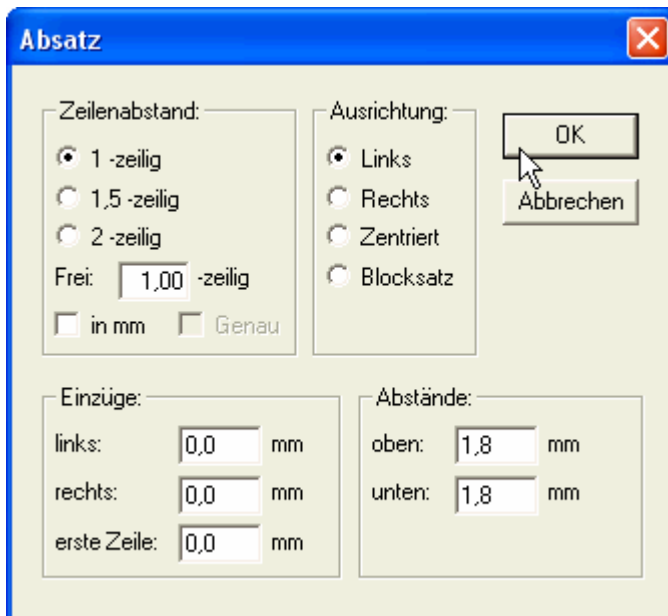 Absatz
Zeilenabstand:
1 -zeilig
1,5 -zeilig
2 -zeilig
Frei: 1,00 -zeilig
in mm Genau
Ausrichtung:
Links
Rechts
Zentriert
Blocksatz
OK
Abbrechen
Einzüge:
links: 0,0 mm
rechts: 0,0 mm
erste Zeile: 0,0 mm
Abstände:
oben: 1,8 mm
unten: 1,8 mm